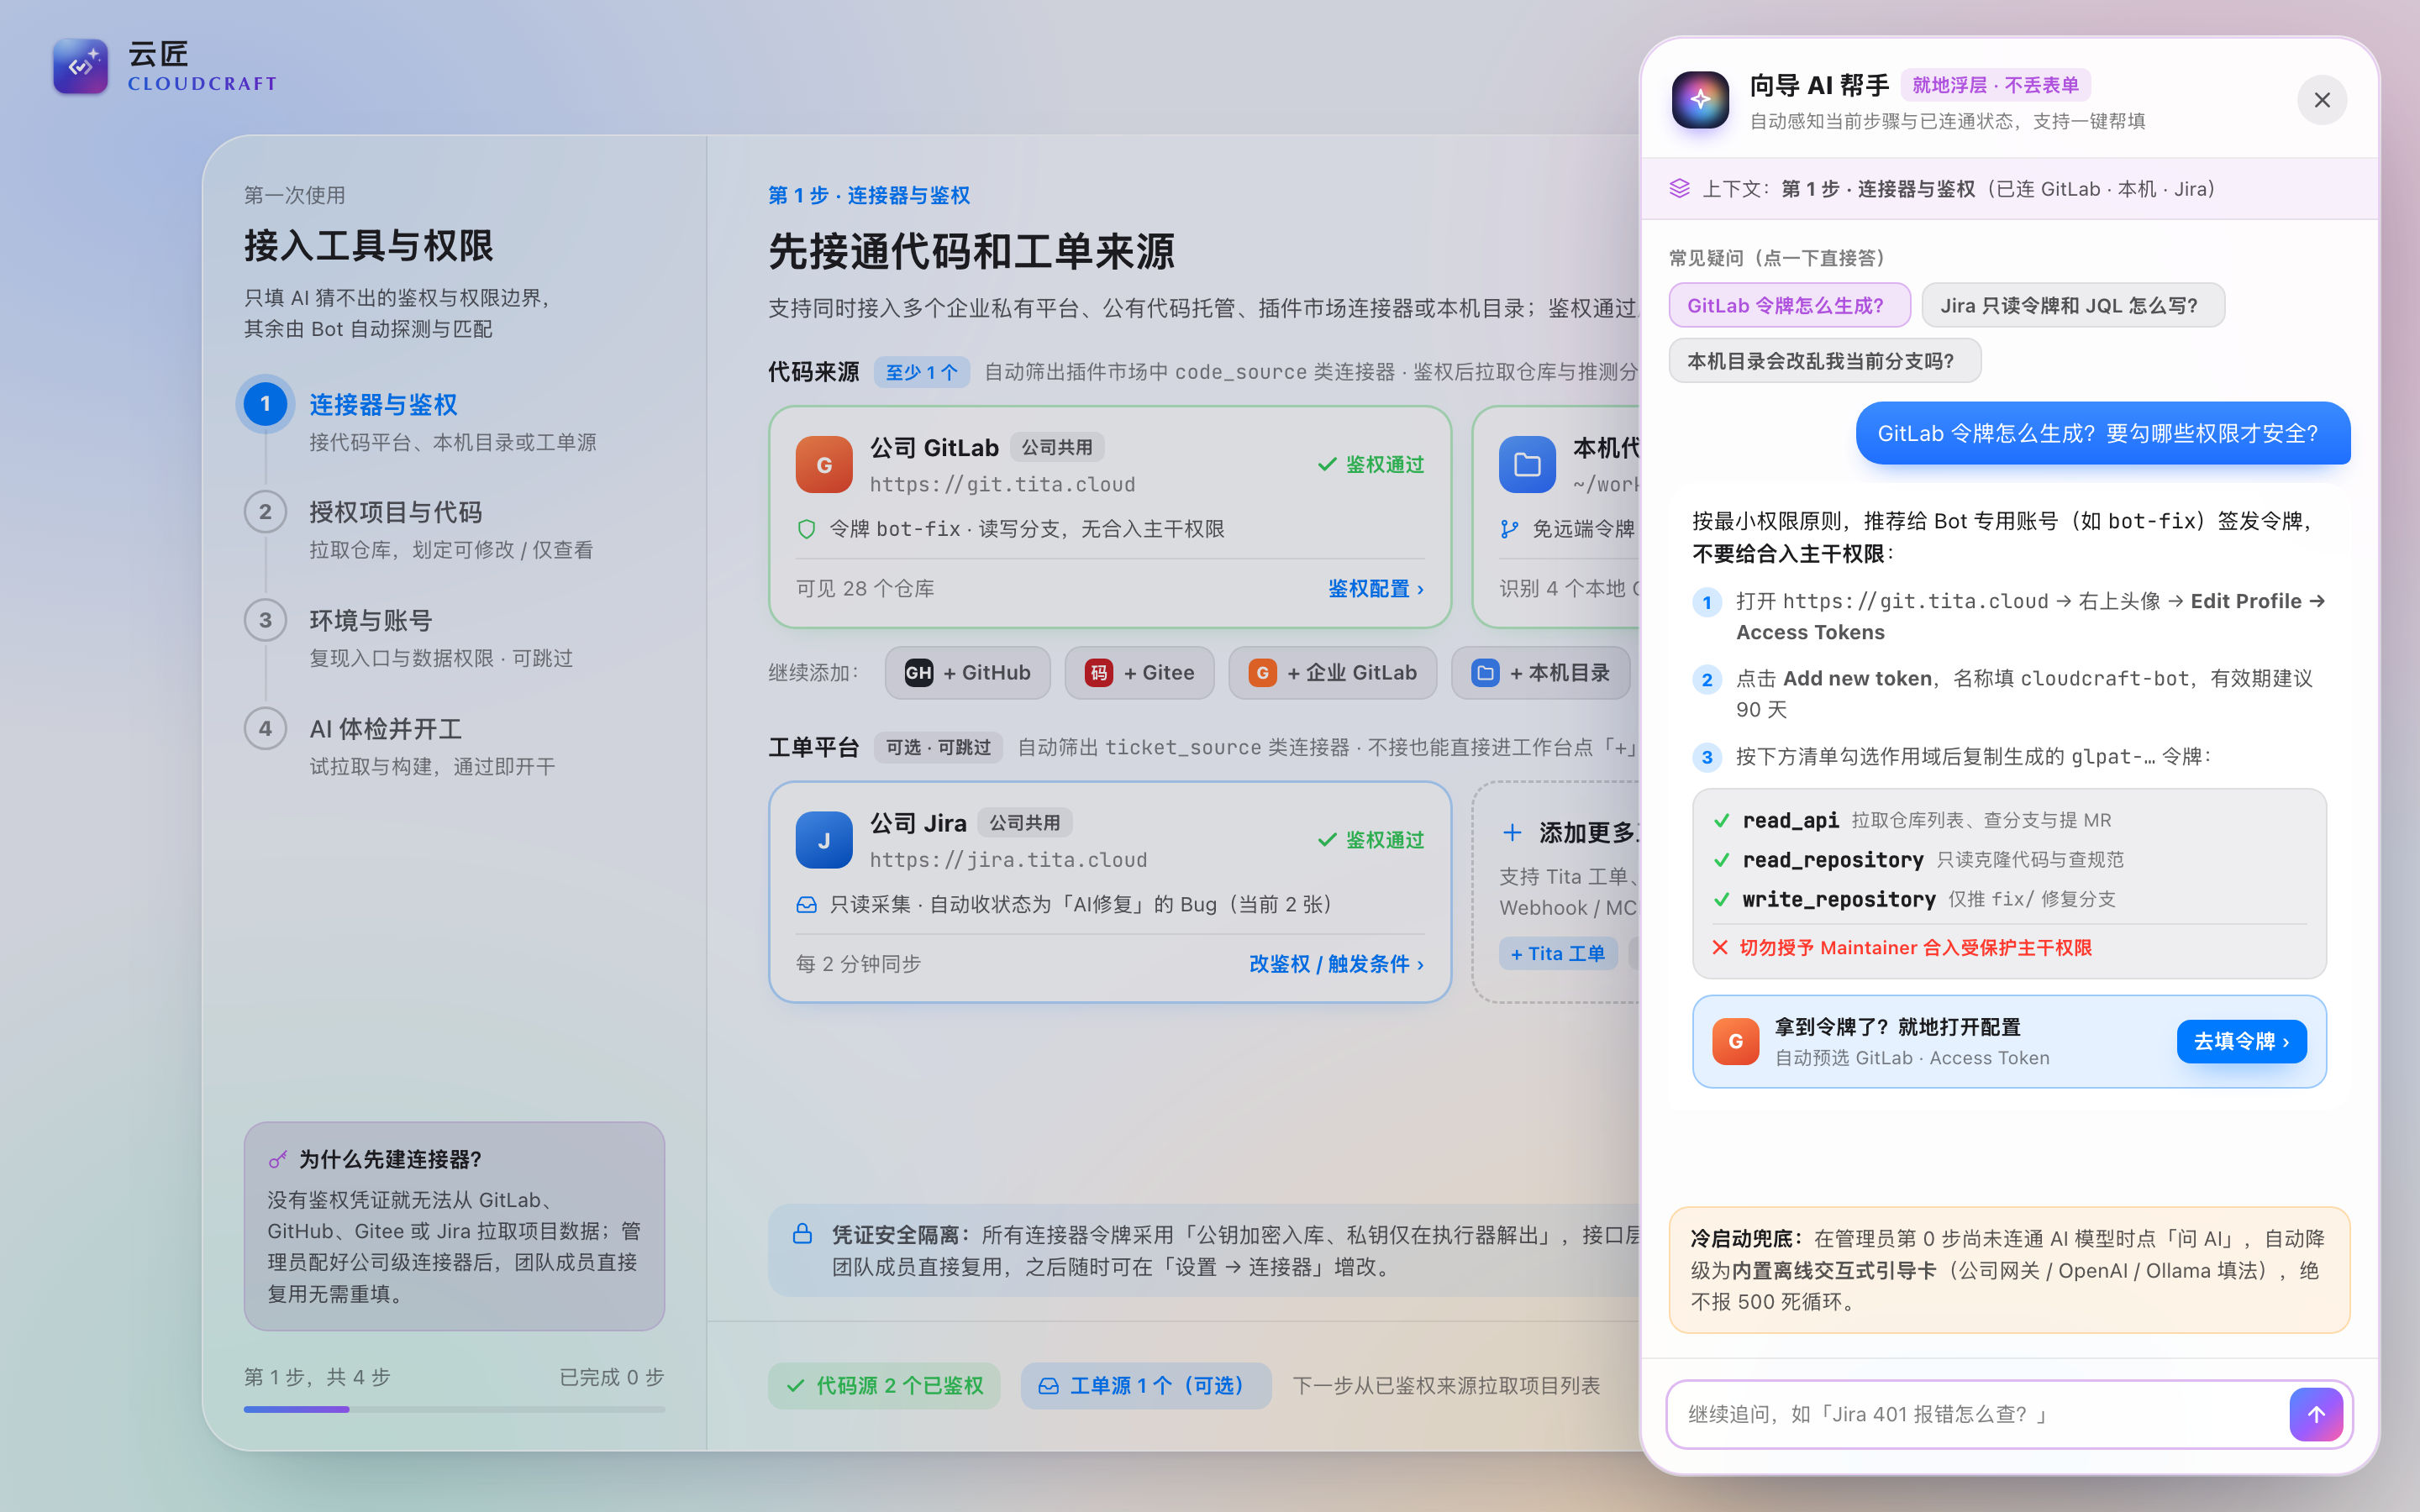 云匠
CLOUDCRAFT
第一次使用
接入工具与权限
只填 AI 猜不出的鉴权与权限边界，
其余由 Bot 自动探测与匹配
1
连接器与鉴权
接代码平台、本机目录或工单源
2
授权项目与代码
拉取仓库，划定可修改 / 仅查看
3
环境与账号
复现入口与数据权限 · 可跳过
4
AI 体检并开工
试拉取与构建，通过即开干
为什么先建连接器？
没有鉴权凭证就无法从 GitLab、
GitHub、Gitee 或 Jira 拉取项目数据；管
理员配好公司级连接器后，团队成员直接
复用无需重填。
第 1 步，共 4 步
已完成 0 步
第 1 步 · 连接器与鉴权
先接通代码和工单来源
支持同时接入多个企业私有平台、公有代码托管、插件市场连接器或本机目录；鉴权通过
代码来源 至少 1 个 自动筛出插件市场中 code_source 类连接器 · 鉴权后拉取仓库与推测分
G
公司 GitLab 公司共用
https://git.tita.cloud
鉴权通过
令牌 bot-fix · 读写分支，无合入主干权限
可见 28 个仓库
鉴权配置 ›
本机代
~/work
免远端令牌
识别 4 个本地
继续添加：
GH + GitHub
码 + Gitee
G + 企业 GitLab
+ 本机目录
工单平台 可选 · 可跳过 自动筛出 ticket_source 类连接器 · 不接也能直接进工作台点「+」
J
公司 Jira 公司共用
https://jira.tita.cloud
鉴权通过
只读采集 · 自动收状态为「AI修复」的 Bug（当前 2 张）
每 2 分钟同步
改鉴权 / 触发条件 ›
添加更多
支持 Tita 工单、
Webhook / MC
+ Tita 工单
凭证安全隔离：所有连接器令牌采用「公钥加密入库、私钥仅在执行器解出」，接口层
团队成员直接复用，之后随时可在「设置 → 连接器」增改。
代码源 2 个已鉴权
工单源 1 个（可选）
下一步从已鉴权来源拉取项目列表
向导 AI 帮手 就地浮层 · 不丢表单
自动感知当前步骤与已连通状态，支持一键帮填
上下文：第 1 步 · 连接器与鉴权（已连 GitLab · 本机 · Jira）
常见疑问（点一下直接答）
GitLab 令牌怎么生成？
Jira 只读令牌和 JQL 怎么写？
本机目录会改乱我当前分支吗？
GitLab 令牌怎么生成？要勾哪些权限才安全？
按最小权限原则，推荐给 Bot 专用账号（如 bot-fix）签发令牌，
不要给合入主干权限：
1 打开 https://git.tita.cloud → 右上头像 → Edit Profile →
Access Tokens
2 点击 Add new token，名称填 cloudcraft-bot，有效期建议
90 天
3 按下方清单勾选作用域后复制生成的 glpat-… 令牌：
read_api 拉取仓库列表、查分支与提 MR
read_repository 只读克隆代码与查规范
write_repository 仅推 fix/ 修复分支
切勿授予 Maintainer 合入受保护主干权限
G
拿到令牌了？就地打开配置
自动预选 GitLab · Access Token
去填令牌 ›
冷启动兜底：在管理员第 0 步尚未连通 AI 模型时点「问 AI」，自动降
级为内置离线交互式引导卡（公司网关 / OpenAI / Ollama 填法），绝
不报 500 死循环。
继续追问，如「Jira 401 报错怎么查？」